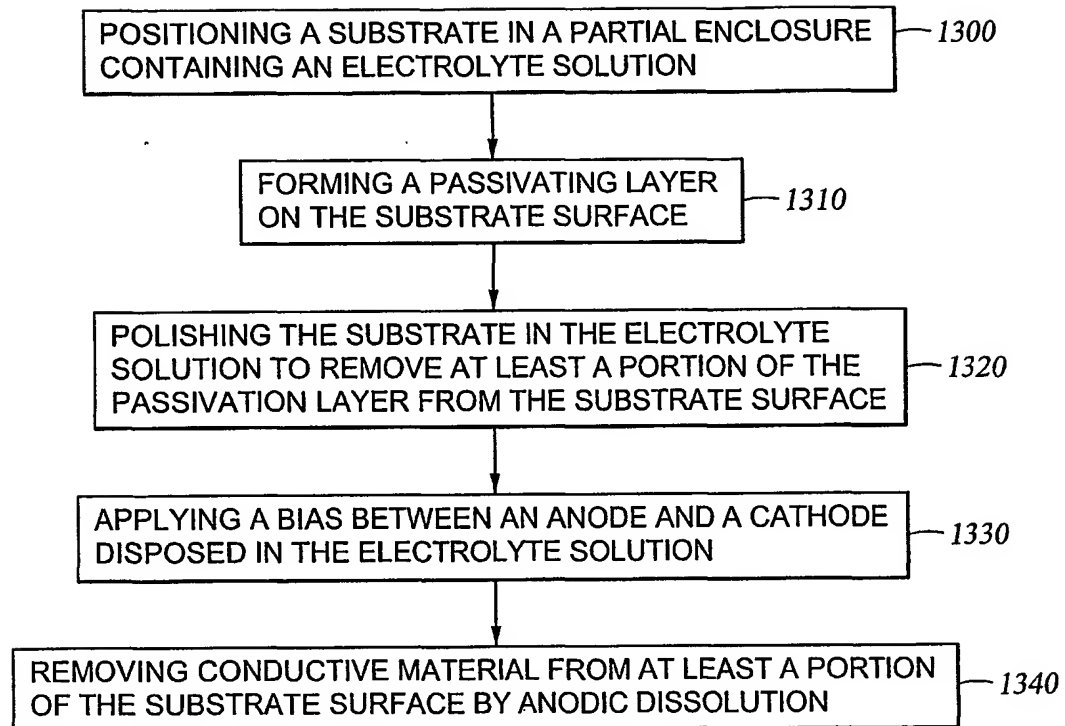 POSITIONING A SUBSTRATE IN A PARTIAL ENCLOSURE
CONTAINING AN ELECTROLYTE SOLUTION
1300
FORMING A PASSIVATING LAYER
ON THE SUBSTRATE SURFACE
1310
POLISHING THE SUBSTRATE IN THE ELECTROLYTE
SOLUTION TO REMOVE AT LEAST A PORTION OF THE
PASSIVATION LAYER FROM THE SUBSTRATE SURFACE
1320
APPLYING A BIAS BETWEEN AN ANODE AND A CATHODE
DISPOSED IN THE ELECTROLYTE SOLUTION
1330
REMOVING CONDUCTIVE MATERIAL FROM AT LEAST A PORTION
OF THE SUBSTRATE SURFACE BY ANODIC DISSOLUTION
1340